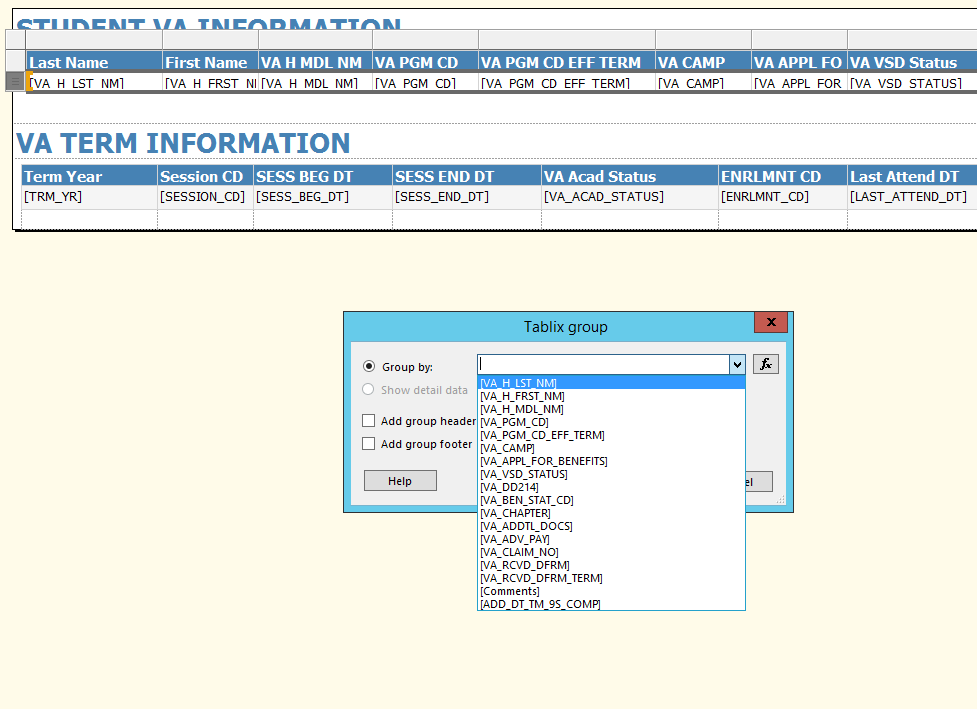 STUDENT VA INFORMATION
Last Name First Name VA H MDL NM VA PGM CD VA PGM CD EFF TERM VA CAMP VA APPL FO VA VSD Status
[VA_H_LST_NM] [VA_H_FRST_NI [VA_H_MDL_NM] [VA_PGM_CD] [VA_PGM_CD_EFF_TERM] [VA_CAMP] [VA_APPL_FOR [VA_VSD_STATUS]
VA TERM INFORMATION
Term Year Session CD SESS BEG DT SESS END DT VA Acad Status ENRLMNT CD Last Attend DT
[TRM_YR] [SESSION_CD] [SESS_BEG_DT] [SESS_END_DT] [VA_ACAD_STATUS] [ENRLMNT_CD] [LAST_ATTEND_DT]
Tablix group
x
Group by:
fx
Show detail data
Add group header
Add group footer
Help
el
[VA_H_LST_NM]
[VA_H_FRST_NM]
[VA_H_MDL_NM]
[VA_PGM_CD]
[VA_PGM_CD_EFF_TERM]
[VA_CAMP]
[VA_APPL_FOR_BENEFITS]
[VA_VSD_STATUS]
[VA_DD214]
[VA_BEN_STAT_CD]
[VA_CHAPTER]
[VA_ADDTL_DOCS]
[VA_ADV_PAY]
[VA_CLAIM_NO]
[VA_RCVD_DFRM]
[VA_RCVD_DFRM_TERM]
[Comments]
[ADD_DT_TM_9S_COMP]